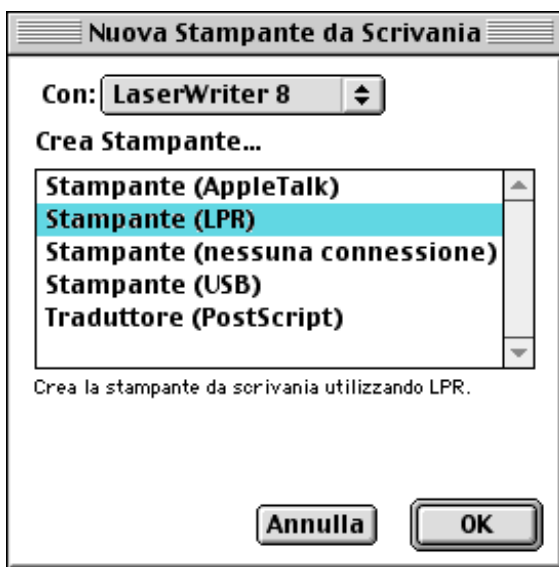 Nuova Stampante da Scrivania
Con: LaserWriter 8
Crea Stampante...
Stampante (AppleTalk)
Stampante (LPR)
Stampante (nessuna connessione)
Stampante (USB)
Traduttore (PostScript)
Crea la stampante da scrivania utilizzando LPR.
Annulla OK